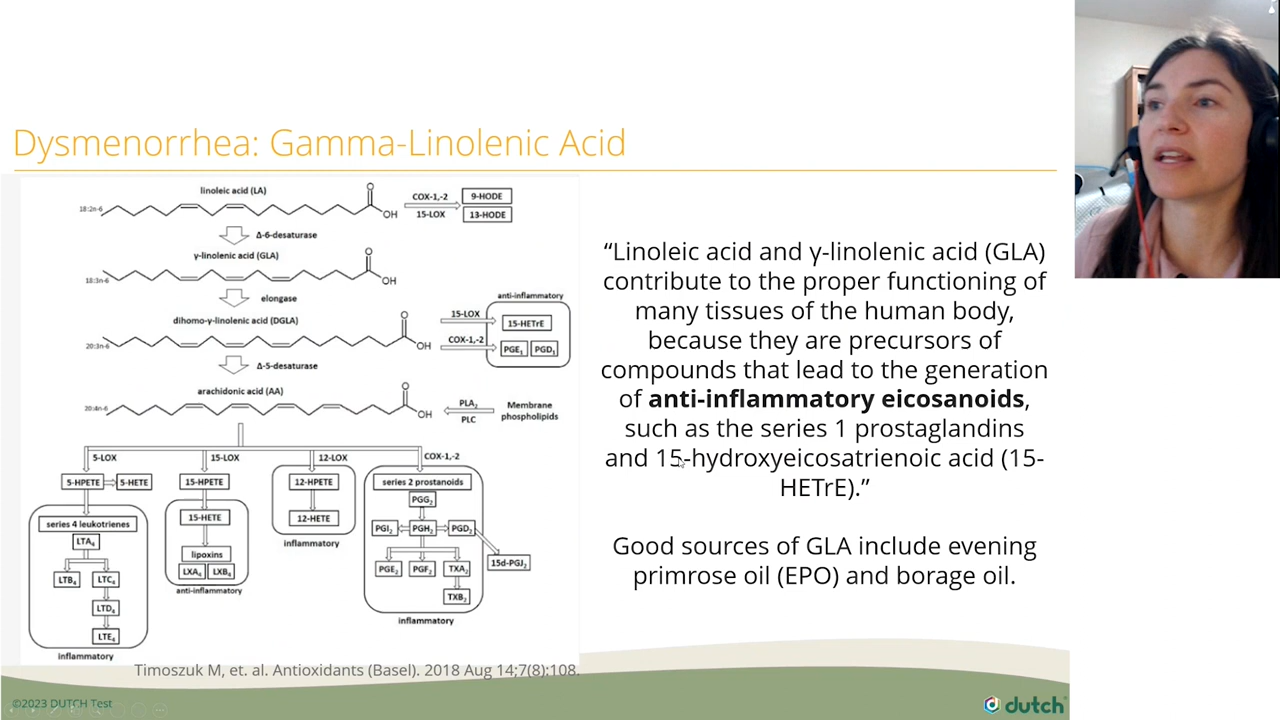 Dysmenorrhea: Gamma-Linolenic Acid
linoleic acid (LA)
18:2n-6
OH
COX-1,-2
15-LOX
9-HODE
13-HODE
Δ-6-desaturase
γ-linolenic acid (GLA)
18:3n-6
OH
elongase
dihomo-γ-linolenic acid (DGLA)
20:3n-6
OH
15-LOX
COX-1,-2
anti-inflammatory
15-HETrE
PGE1
PGD1
Δ-5-desaturase
arachidonic acid (AA)
20:4n-6
OH
PLA2
PLC
Membrane
phospholipids
5-LOX
15-LOX
12-LOX
COX-1,-2
5-HPETE
5-HETE
15-HPETE
12-HPETE
series 2 prostanoids
PGG2
series 4 leukotrienes
LTA4
LTB4
LTC4
LTD4
LTE4
inflammatory
15-HETE
lipoxins
LXA4
LXB4
anti-inflammatory
12-HETE
inflammatory
PGI2
PGH2
PGD2
PGE2
PGF2
TXA2
TXB2
15d-PGJ2
inflammatory
“Linoleic acid and γ-linolenic acid (GLA)
contribute to the proper functioning of
many tissues of the human body,
because they are precursors of
compounds that lead to the generation
of anti-inflammatory eicosanoids,
such as the series 1 prostaglandins
and 15-hydroxyeicosatrienoic acid (15-
HETrE).”
Good sources of GLA include evening
primrose oil (EPO) and borage oil.
Timoszuk M, et. al. Antioxidants (Basel). 2018 Aug 14;7(8):108.
©2023 DUTCH Test
dutch